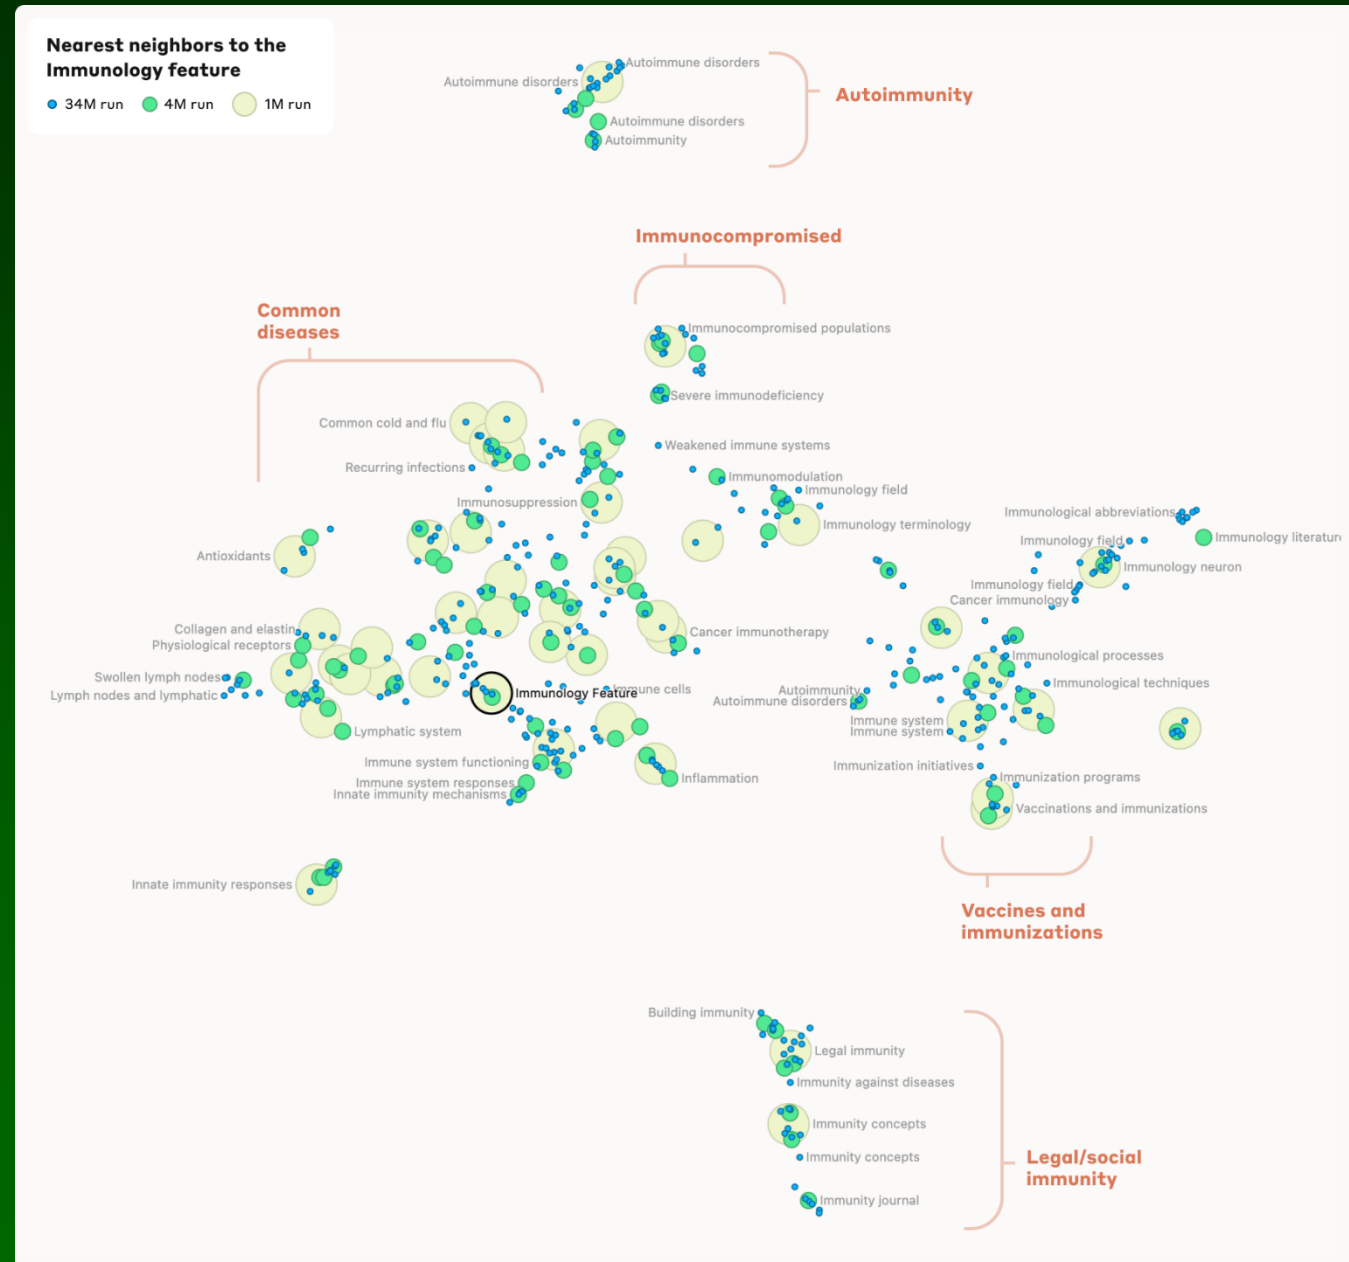 Nearest neighbors to the
Immunology feature
34M run
4M run
1M run
Autoimmune disorders
Autoimmune disorders
Autoimmunity
Autoimmune disorders
Autoimmunity
Immunocompromised
Common
diseases
Immunocompromised populations
Severe immunodeficiency
Common cold and flu
Weakened immune systems
Recurring infections
Immunomodulation
Immunology field
Immunosuppression
Immunology terminology
Immunological abbreviations
Immunology literature
Immunology field
Antioxidants
Immunology neuron
Immunology field
Cancer immunology
Collagen and elastin
Cancer immunotherapy
Physiological receptors
Immunological processes
Swollen lymph nodes
Immunological techniques
Lymph nodes and lymphatic
Immunology Feature
Immune cells
Autoimmunity
Autoimmune disorders
Immune system
Immune system
Lymphatic system
Immune system functioning
Immunization initiatives
Inflammation
Immunization programs
Immune system responses
Innate immunity mechanisms
Vaccinations and immunizations
Innate immunity responses
Vaccines and
immunizations
Building immunity
Legal immunity
Immunity against diseases
Immunity concepts
Immunity concepts
Legal/social
immunity
Immunity journal